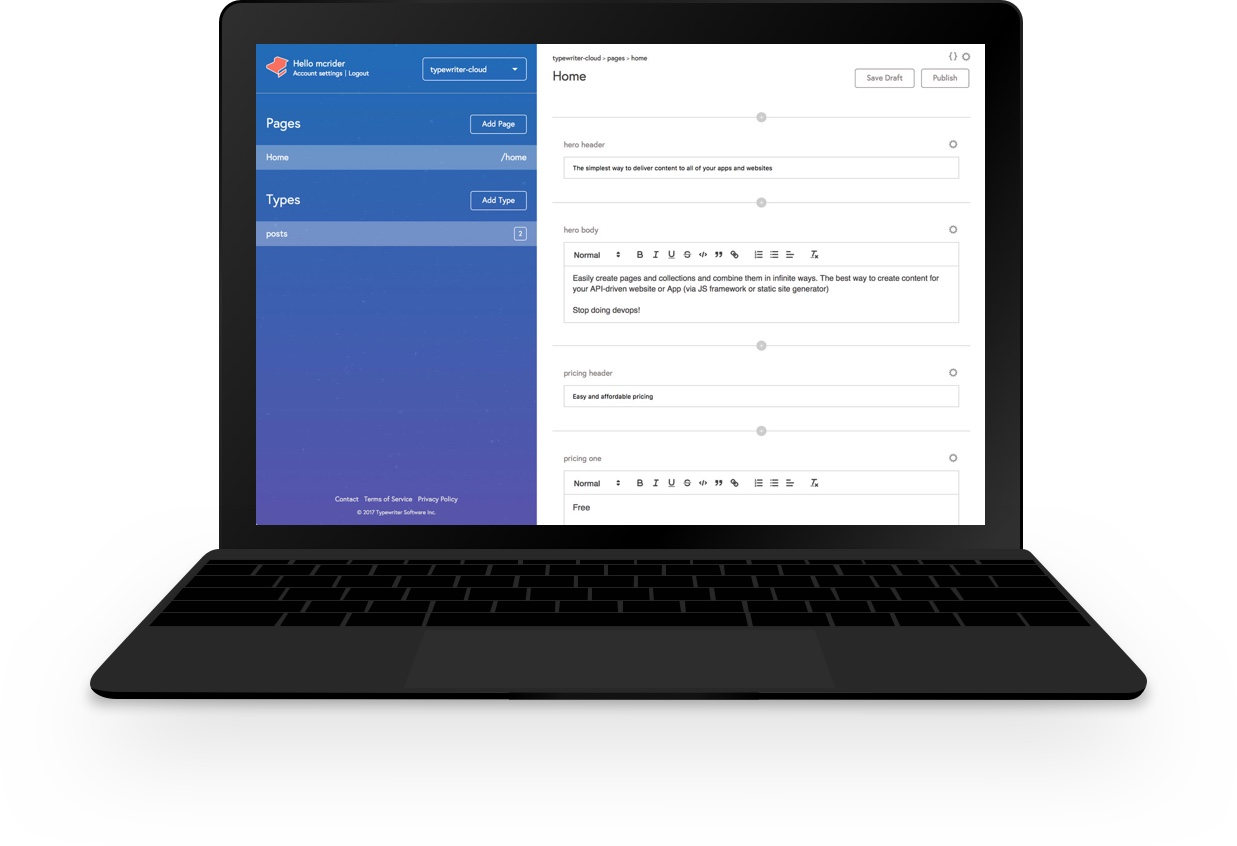 Hello mcrider
Account settings | Logout
typewriter-cloud
Pages
Add Page
Home
/home
Types
Add Type
posts
2
Contact Terms of Service Privacy Policy
© 2017 Typewriter Software Inc.
typewriter-cloud > pages > home
{ }
Home
Save Draft
Publish
hero header
The simplest way to deliver content to all of your apps and websites
hero body
Normal B I U S </> ❞
Easily create pages and collections and combine them in infinite ways. The best way to create content for
your API-driven website or App (via JS framework or static site generator)
Stop doing devops!
pricing header
Easy and affordable pricing
pricing one
Normal B I U S </> ❞
Free